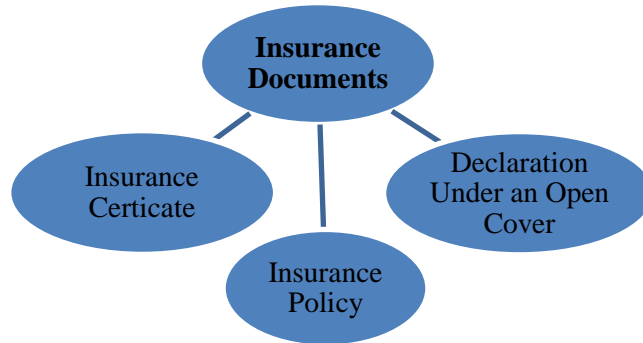 Insurance
Documents
Insurance
Certicate
Declaration
Under an Open
Cover
Insurance
Policy